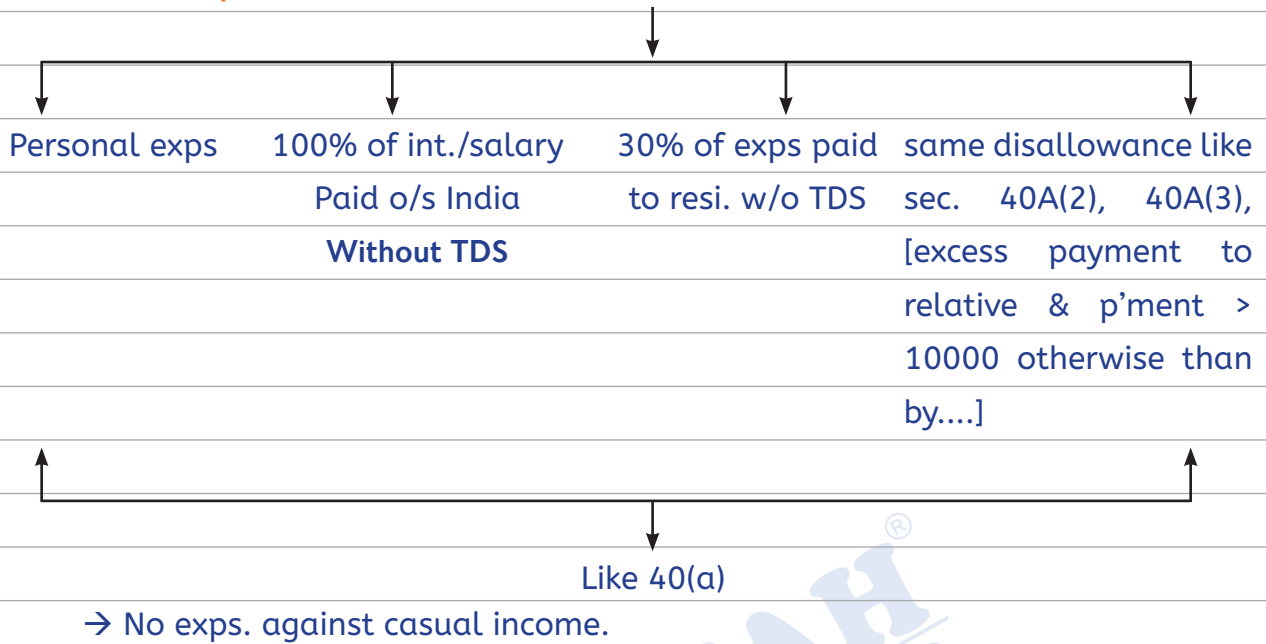 Personal exps
100% of int./salary
Paid o/s India
Without TDS
30% of exps paid
to resi. w/o TDS
same disallowance like
sec. 40A(2), 40A(3),
[excess payment to
relative & p’ment >
10000 otherwise than
by....]
Like 40(a)
→ No exps. against casual income.
AH®